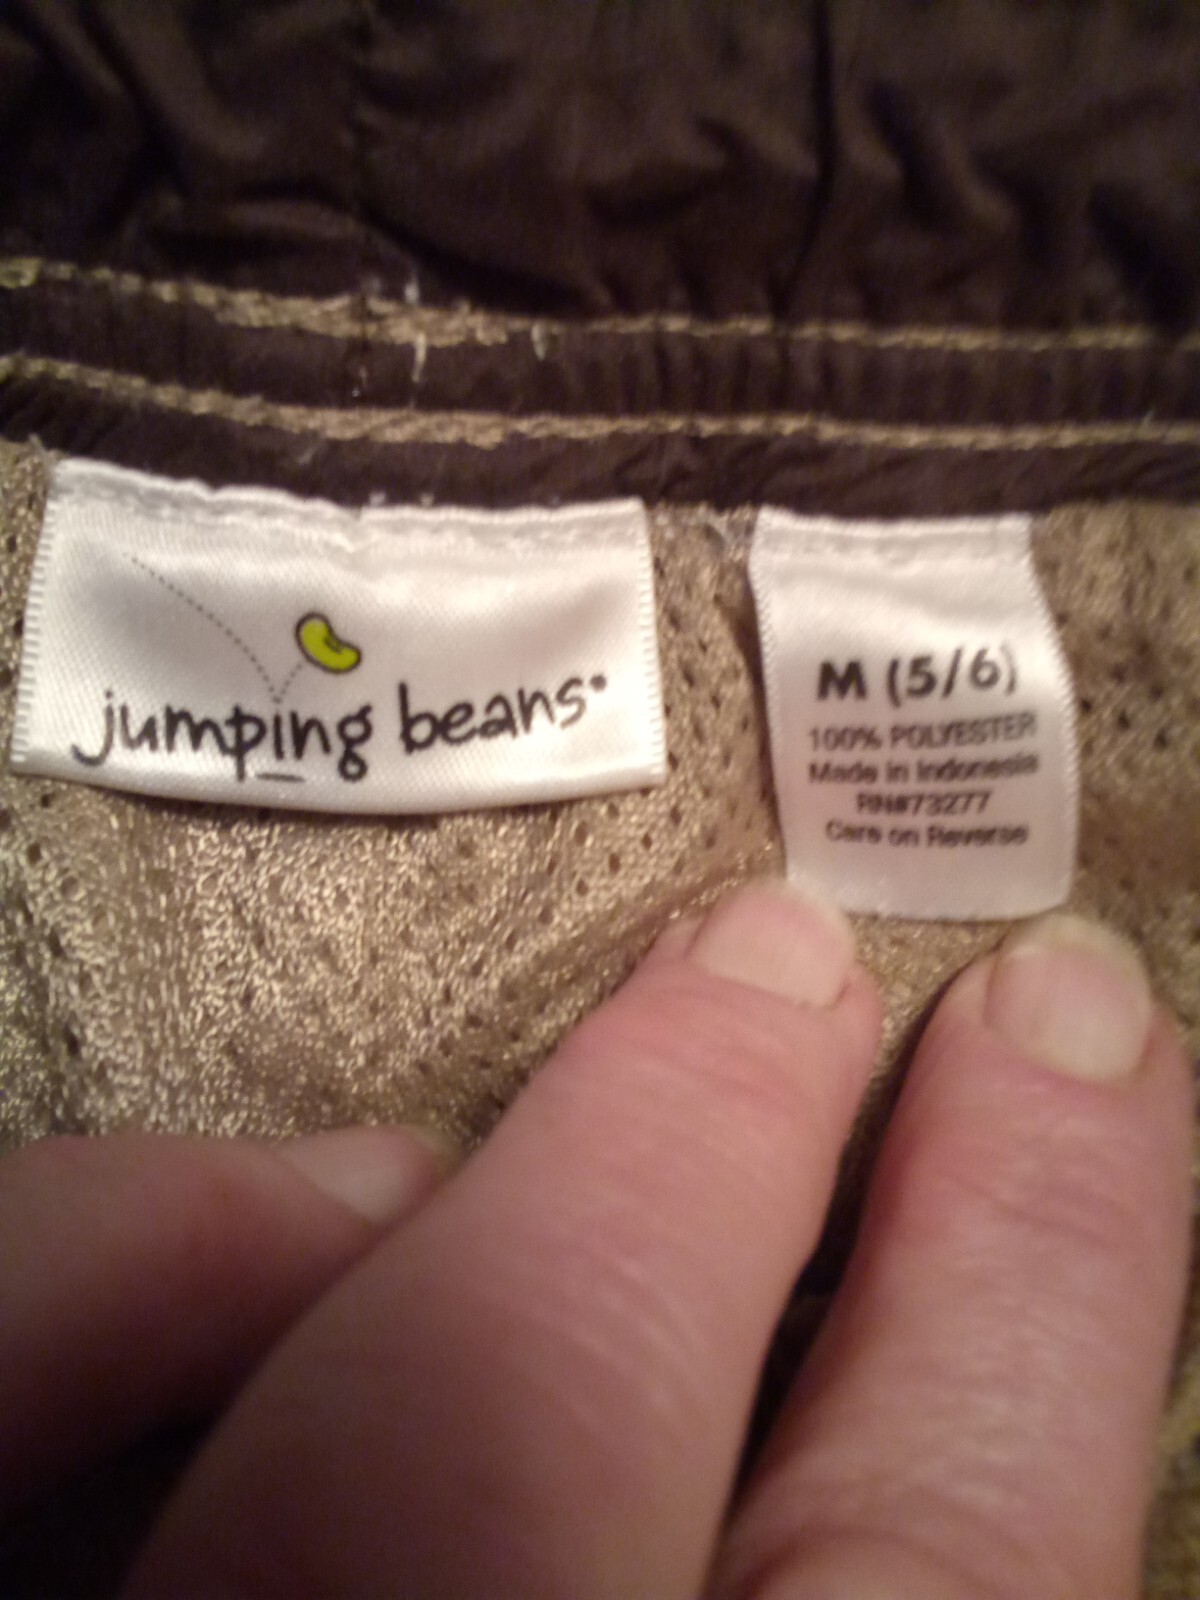 jumping beans
M (5/6)
100% POLYESTER
Made in Indonesia
RN#73277
Care on Reverse